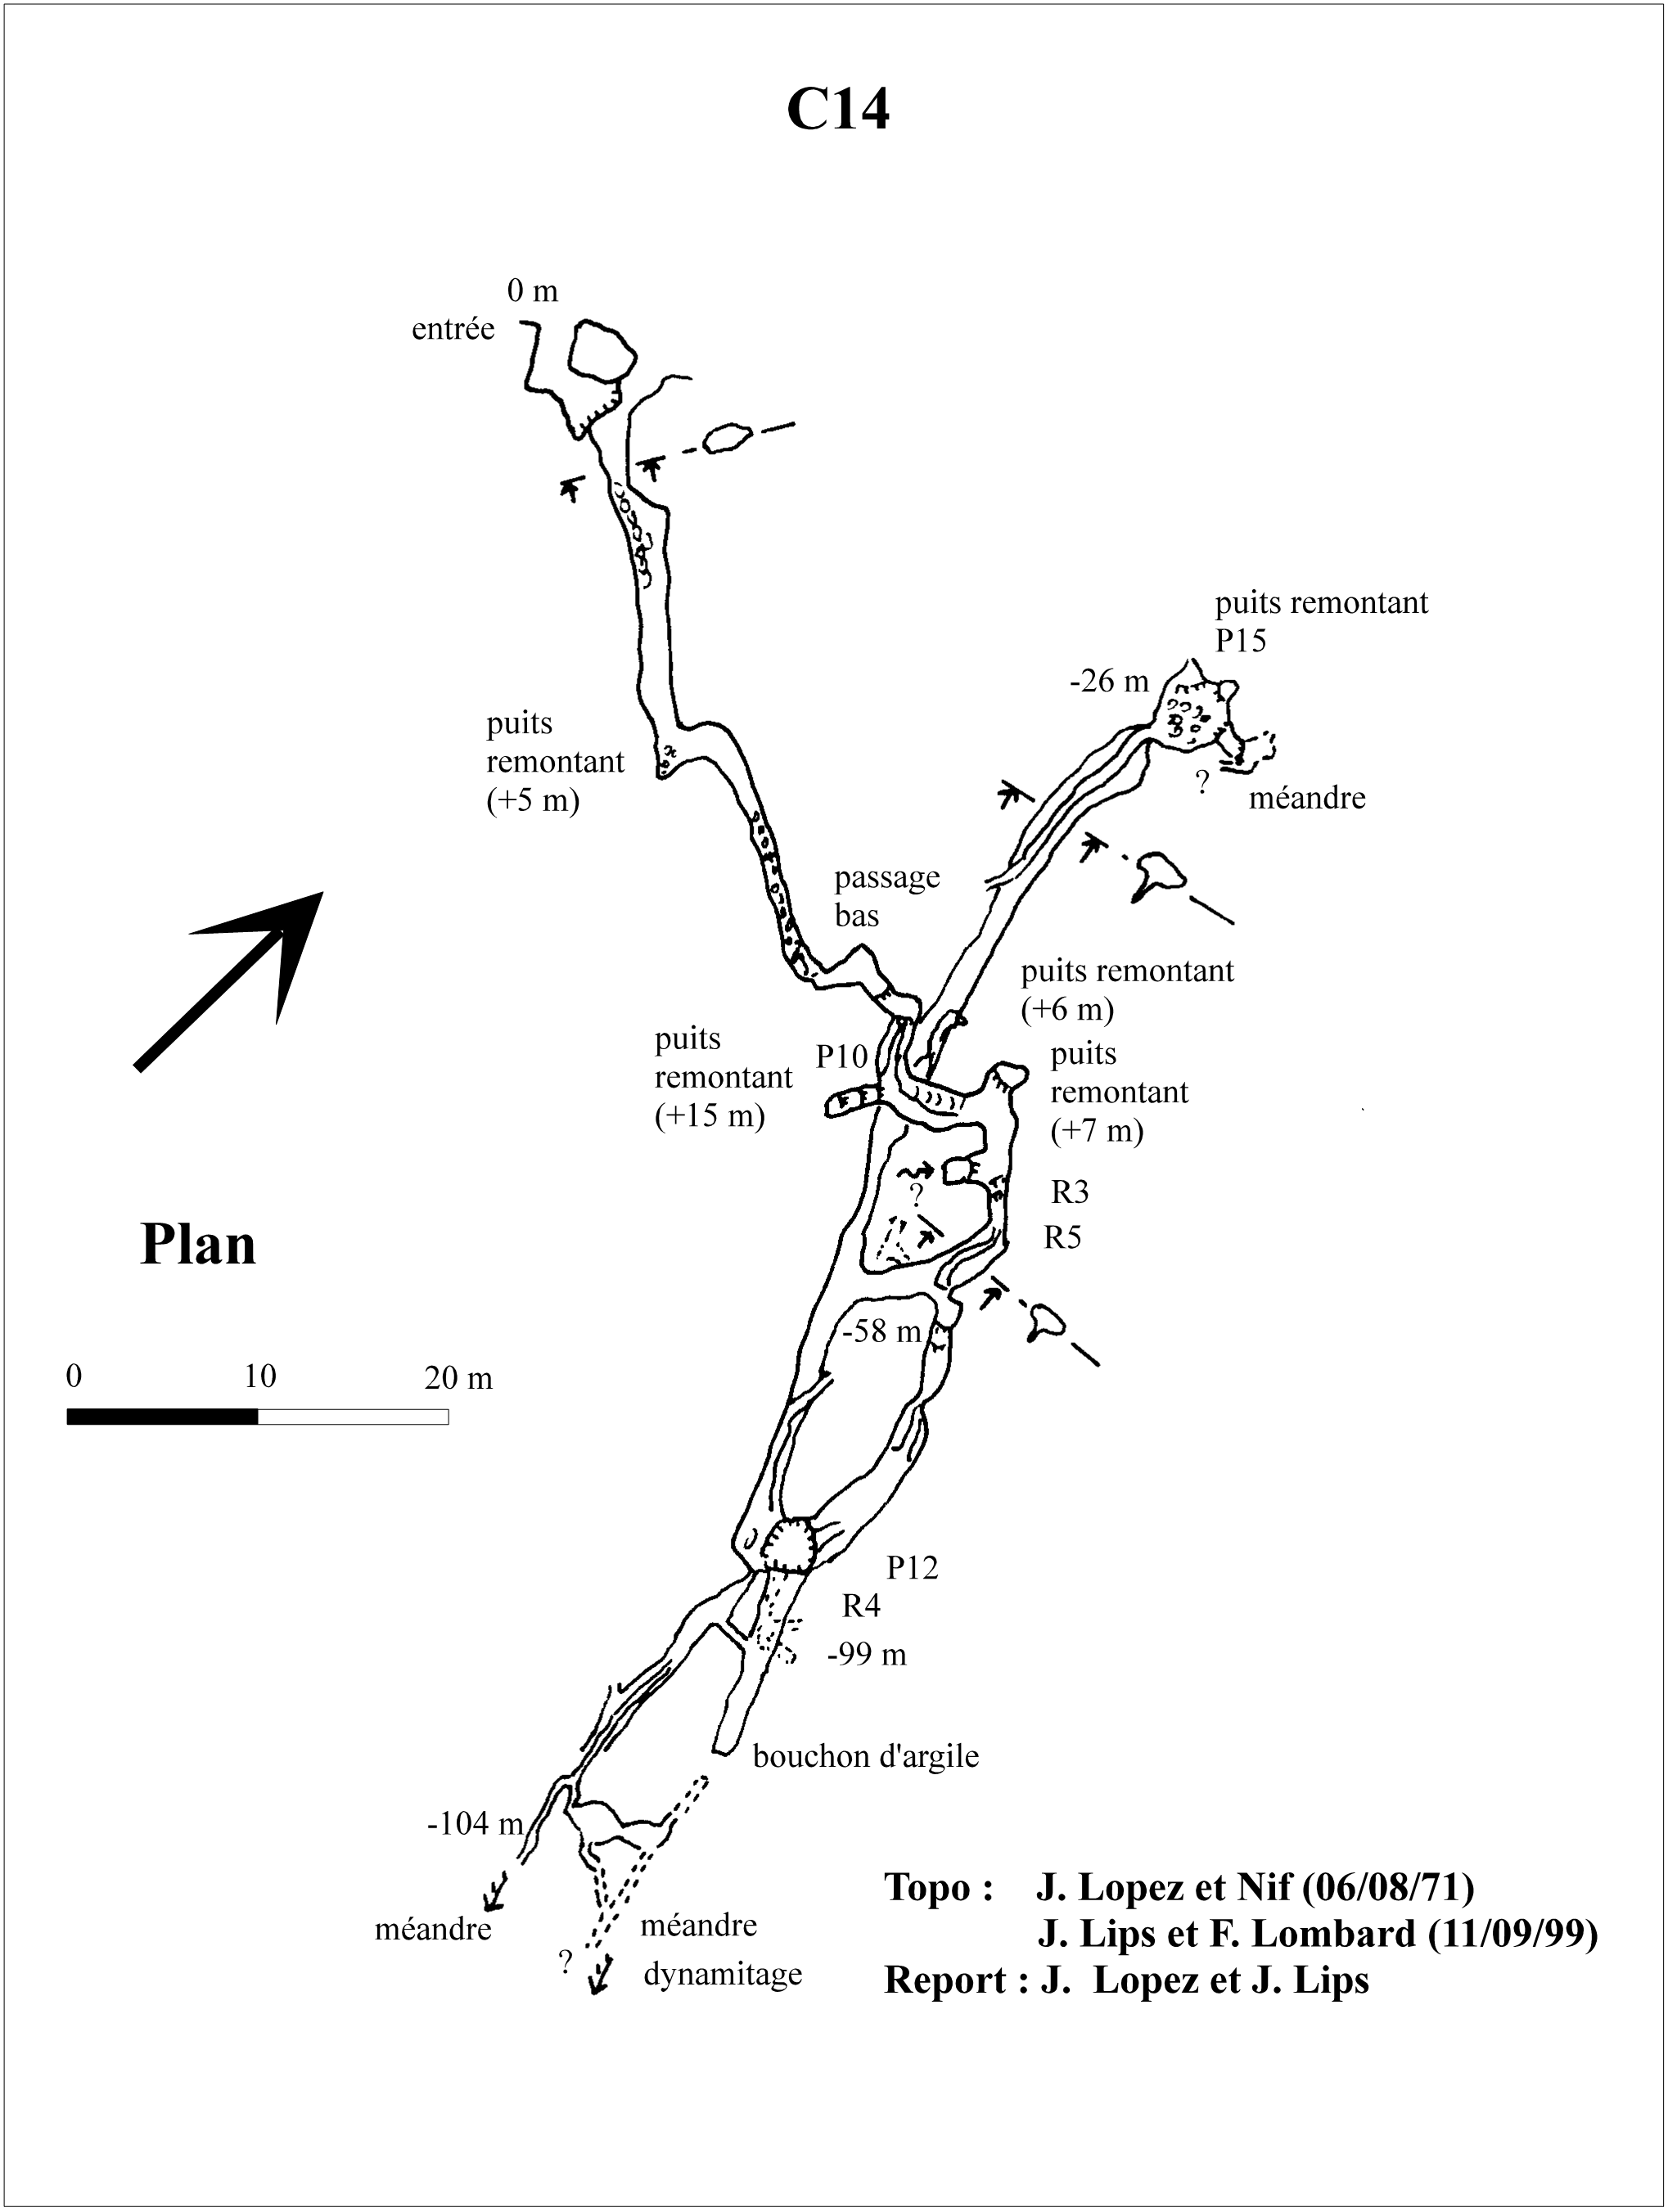 C14
0 m
entrée
puits remontant
P15
-26 m
puits
remontant
(+5 m)
?
méandre
passage
bas
puits remontant
(+6 m)
puits
remontant
(+15 m)
P10
puits
remontant
(+7 m)
?
R3
R5
Plan
-58 m
0 10 20 m
P12
R4
-99 m
bouchon d'argile
-104 m
méandre
?
méandre
dynamitage
Topo : J. Lopez et Nif (06/08/71)
J. Lips et F. Lombard (11/09/99)
Report : J. Lopez et J. Lips